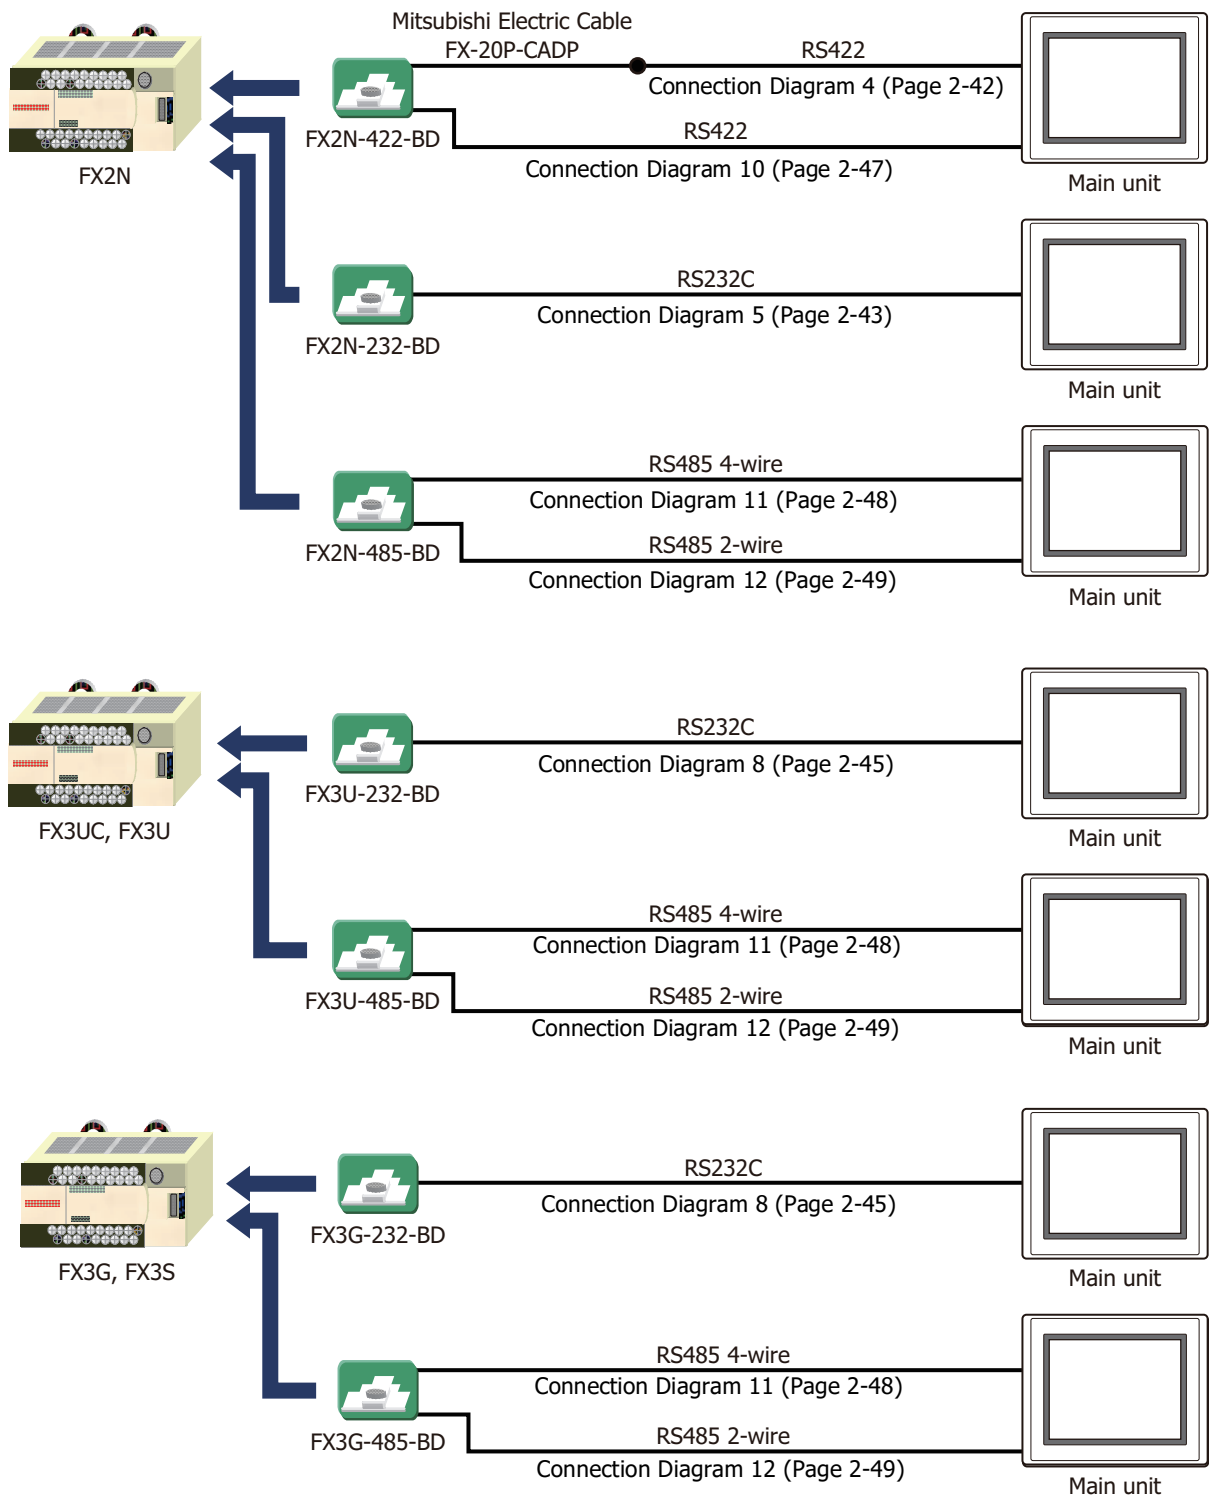 Mitsubishi Electric Cable
FX-20P-CADP
RS422
Connection Diagram 4 (Page 2-42)
FX2N-422-BD
RS422
Connection Diagram 10 (Page 2-47)
FX2N
Main unit
RS232C
Connection Diagram 5 (Page 2-43)
FX2N-232-BD
Main unit
RS485 4-wire
Connection Diagram 11 (Page 2-48)
FX2N-485-BD
RS485 2-wire
Connection Diagram 12 (Page 2-49)
Main unit
RS232C
Connection Diagram 8 (Page 2-45)
FX3U-232-BD
FX3UC, FX3U
Main unit
RS485 4-wire
Connection Diagram 11 (Page 2-48)
FX3U-485-BD
RS485 2-wire
Connection Diagram 12 (Page 2-49)
Main unit
RS232C
Connection Diagram 8 (Page 2-45)
FX3G-232-BD
FX3G, FX3S
Main unit
RS485 4-wire
Connection Diagram 11 (Page 2-48)
FX3G-485-BD
RS485 2-wire
Connection Diagram 12 (Page 2-49)
Main unit